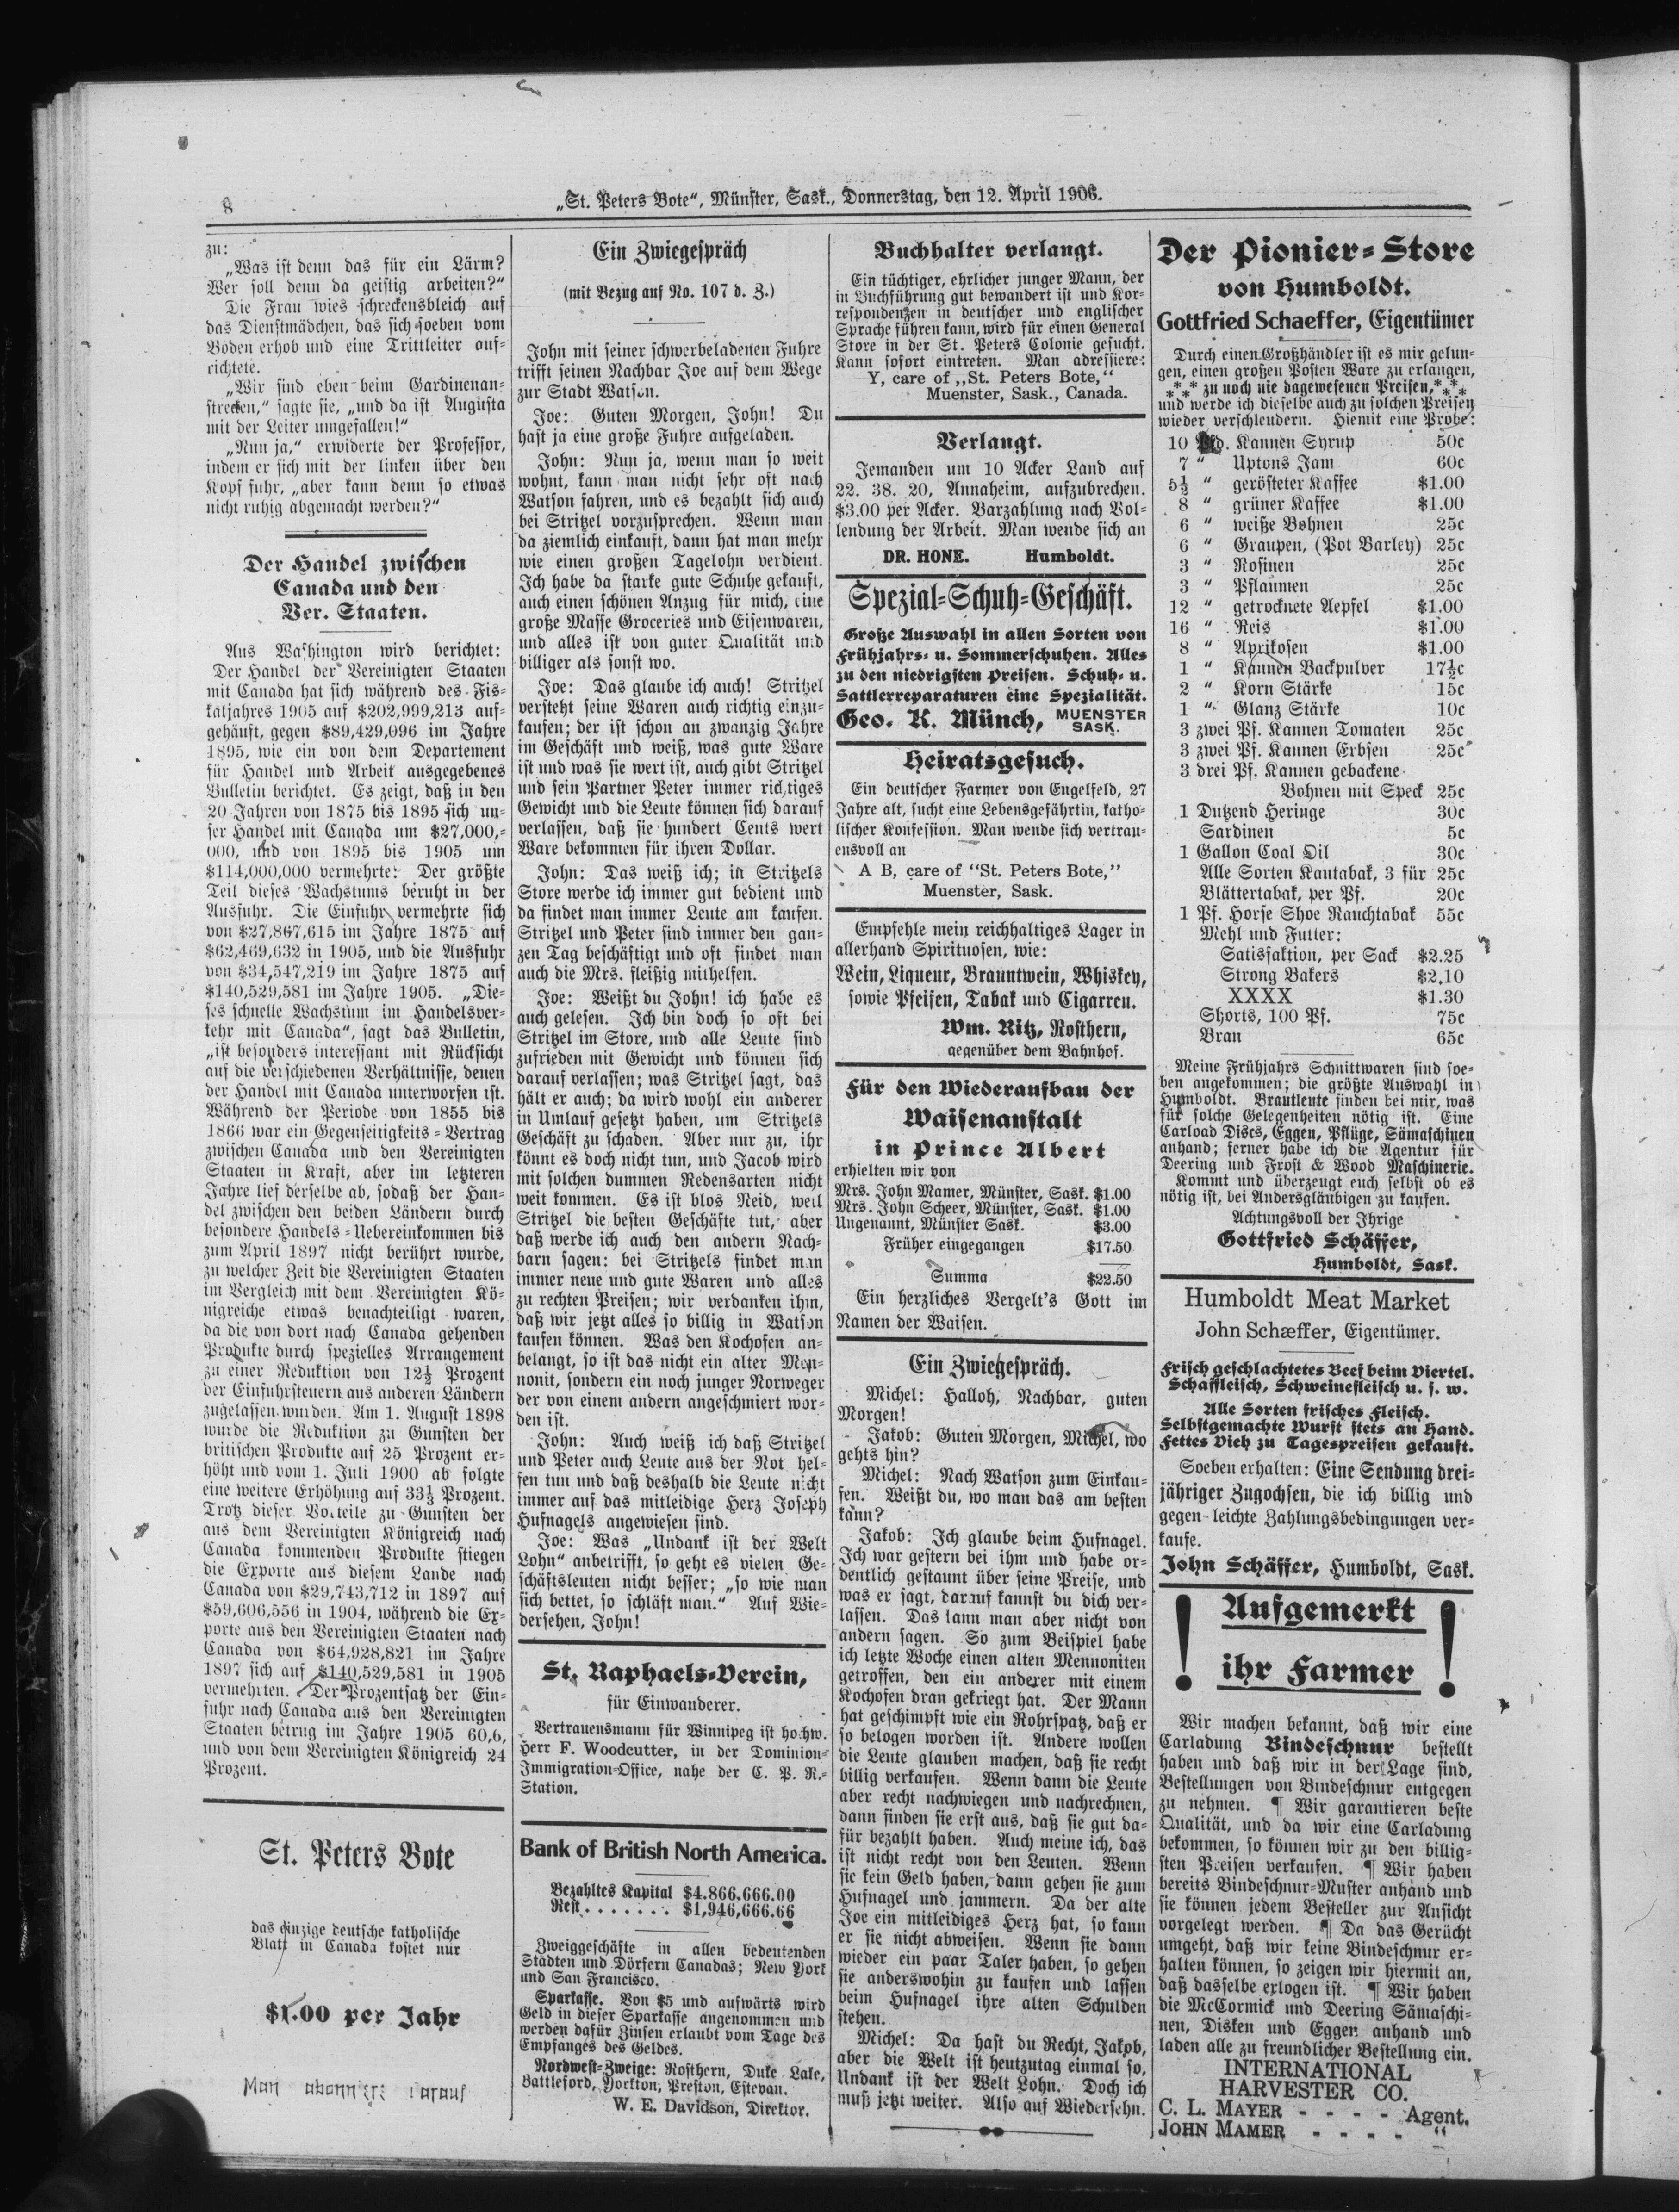 8
„St. Peters Bote“, Münster, Sask., Donnerstag, den 12. April 1906.
zu:
„Was ist denn das für ein Lärm?
Wer soll denn da geistig arbeiten?“
Die Frau wies schreckensbleich auf
das Dienstmädchen, das sich soeben vom
Boden erhob und eine Trittleiter auf-
richtete.
„Wir sind eben beim Gardinenan-
strecken,“ sagte sie, „und da ist Augusta
mit der Leiter umgefallen!“
„Nun ja,“ erwiderte der Professor,
indem er sich mit der linken über den
Kopf fuhr, „aber kann denn so etwas
nicht ruhig abgemacht werden?“
Der Handel zwischen
Canada und den
Ver. Staaten.
Aus Washington wird berichtet:
Der Handel der Vereinigten Staaten
mit Canada hat sich während des Fis-
kaljahres 1905 auf $202,999,213 auf-
gehäuft, gegen $89,429,096 im Jahre
1895, wie ein von dem Departement
für Handel und Arbeit ausgegebenes
Bulletin berichtet. Es zeigt, daß in den
20 Jahren von 1875 bis 1895 sich un-
ser Handel mit Canada um $27,000,-
000, und von 1895 bis 1905 um
$114,000,000 vermehrte. Der größte
Teil dieses Wachstums beruht in der
Ausfuhr. Die Einfuhr vermehrte sich
von $27,867,615 im Jahre 1875 auf
$62,469,632 in 1905, und die Ausfuhr
von $34,547,219 im Jahre 1875 auf
$140,529,581 im Jahre 1905. „Die-
ses schnelle Wachstum im Handelsver-
kehr mit Canada“, sagt das Bulletin,
„ist besonders interessant mit Rücksicht
auf die verschiedenen Verhältnisse, denen
der Handel mit Canada unterworfen ist.
Während der Periode von 1855 bis
1866 war ein Gegenseitigkeits-Vertrag
zwischen Canada und den Vereinigten
Staaten in Kraft, aber im letzteren
Jahre lief derselbe ab, sodaß der Han-
del zwischen den beiden Ländern durch
besondere Handels-Uebereinkommen bis
zum April 1897 nicht berührt wurde,
zu welcher Zeit die Vereinigten Staaten
im Vergleich mit dem Vereinigten Kö-
nigreiche etwas benachteiligt waren,
da die von dort nach Canada gehenden
Produkte durch spezielles Arrangement
zu einer Reduktion von 12½ Prozent
der Einfuhrsteuern aus anderen Ländern
zugelassen wurden. Am 1. August 1898
wurde die Reduktion zu Gunsten der
britischen Produkte auf 25 Prozent er-
höht und vom 1. Juli 1900 ab folgte
eine weitere Erhöhung auf 33⅓ Prozent.
Trotz dieser Vorteile zu Gunsten der
aus dem Vereinigten Königreich nach
Canada kommenden Produkte stiegen
die Exporte aus diesem Lande nach
Canada von $29,743,712 in 1897 auf
$59,606,556 in 1904, während die Ex-
porte aus den Vereinigten Staaten nach
Canada von $64,928,821 im Jahre
1897 sich auf $140,529,581 in 1905
vermehrten. Der Prozentsatz der Ein-
fuhr nach Canada aus den Vereinigten
Staaten betrug im Jahre 1905 60,6,
und von dem Vereinigten Königreich 24
Prozent.
St. Peters Bote
das einzige deutsche katholische
Blatt in Canada kostet nur
$1.00 per Jahr
Man abonniere darauf
Ein Zwiegespräch
(mit Bezug auf No. 107 d. Z.)
John mit seiner schwerbeladenen Fuhre
trifft seinen Nachbar Joe auf dem Wege
zur Stadt Watson.
Joe: Guten Morgen, John! Du
hast ja eine große Fuhre aufgeladen.
John: Nun ja, wenn man so weit
wohnt, kann man nicht sehr oft nach
Watson fahren, und es bezahlt sich auch
bei Stritzel vorzusprechen. Wenn man
da ziemlich einkauft, dann hat man mehr
wie einen großen Tagelohn verdient.
Ich habe da starke gute Schuhe gekauft,
auch einen schönen Anzug für mich, eine
große Masse Groceries und Eisenwaren,
und alles ist von guter Qualität und
billiger als sonst wo.
Joe: Das glaube ich auch! Stritzel
versteht seine Waren auch richtig einzu-
kaufen; der ist schon an zwanzig Jahre
im Geschäft und weiß, was gute Ware
ist und was sie wert ist, auch gibt Stritzel
und sein Partner Peter immer richtiges
Gewicht und die Leute können sich darauf
verlassen, daß sie hundert Cents wert
Ware bekommen für ihren Dollar.
John: Das weiß ich; in Stritzels
Store werde ich immer gut bedient und
da findet man immer Leute am kaufen.
Stritzel und Peter sind immer den gan-
zen Tag beschäftigt und oft findet man
auch die Mrs. fleißig mithelfen.
Joe: Weißt du John! ich habe es
auch gelesen. Ich bin doch so oft bei
Stritzel im Store, und alle Leute sind
zufrieden mit Gewicht und können sich
darauf verlassen; was Stritzel sagt, das
hält er auch; da wird wohl ein anderer
in Umlauf gesetzt haben, um Stritzels
Geschäft zu schaden. Aber nur zu, ihr
könnt es doch nicht tun, und Jacob wird
mit solchen dummen Redensarten nicht
weit kommen. Es ist blos Neid, weil
Stritzel die besten Geschäfte tut, aber
daß werde ich auch den andern Nach-
barn sagen: bei Stritzels findet man
immer neue und gute Waren und alles
zu rechten Preisen; wir verdanken ihm,
daß wir jetzt alles so billig in Watson
kaufen können. Was den Kochofen an-
belangt, so ist das nicht ein alter Men-
nonit, sondern ein noch junger Norweger
der von einem andern angeschmiert wor-
den ist.
John: Auch weiß ich daß Stritzel
und Peter auch Leute aus der Not hel-
fen tun und daß deshalb die Leute nicht
immer auf das mitleidige Herz Joseph
Hufnagels angewiesen sind.
Joe: Was „Undank ist der Welt
Lohn“ anbetrifft, so geht es vielen Ge-
schäftsleuten nicht besser; „so wie man
sich bettet, so schläft man.“ Auf Wie-
dersehen, John!
St. Raphaels-Verein,
für Einwanderer.
Vertrauensmann für Winnipeg ist hochw.
Herr F. Woodcutter, in der Dominion-
Immigration-Office, nahe der C. P. R.-
Station.
Bank of British North America.
Bezahltes Kapital $4.866.666.00
Rest. . . . . . . $1,946,666.66
Zweiggeschäfte in allen bedeutenden
Städten und Dörfern Canadas; New York
und San Francisco.
Sparkasse. Von $5 und aufwärts wird
Geld in dieser Sparkasse angenommen und
werden dafür Zinsen erlaubt vom Tage des
Empfanges des Geldes.
Nordwest-Zweige: Rosthern, Duke Lake,
Battleford, Yorkton, Preston, Estevan.
W. E. Davidson, Direktor.
Buchhalter verlangt.
Ein tüchtiger, ehrlicher junger Mann, der
in Buchführung gut bewandert ist und Kor-
respondenzen in deutscher und englischer
Sprache führen kann, wird für einen General
Store in der St. Peters Colonie gesucht.
Kann sofort eintreten. Man adressiere:
Y, care of „St. Peters Bote,“
Muenster, Sask., Canada.
Verlangt.
Jemanden um 10 Acker Land auf
22. 38. 20, Annaheim, aufzubrechen.
$3.00 per Acker. Barzahlung nach Vol-
lendung der Arbeit. Man wende sich an
DR. HONE. Humboldt.
Spezial-Schuh-Geschäft.
Große Auswahl in allen Sorten von
Frühjahrs- u. Sommerschuhen. Alles
zu den niedrigsten Preisen. Schuh- u.
Sattlerreparaturen eine Spezialität.
Geo. K. Münch, MUENSTER SASK.
Heiratsgesuch.
Ein deutscher Farmer von Engelfeld, 27
Jahre alt, sucht eine Lebensgefährtin, katho-
lischer Konfession. Man wende sich vertrau-
ensvoll an
A B, care of "St. Peters Bote,"
Muenster, Sask.
Empfehle mein reichhaltiges Lager in
allerhand Spirituosen, wie:
Wein, Liqueur, Branntwein, Whiskey,
sowie Pfeifen, Tabak und Cigarren.
Wm. Ritz, Rosthern,
gegenüber dem Bahnhof.
Für den Wiederaufbau der
Waisenanstalt
in Prince Albert
erhielten wir von
Mrs. John Mamer, Münster, Sask. $1.00
Mrs. John Scheer, Münster, Sask. $1.00
Ungenannt, Münster Sask. $3.00
Früher eingegangen $17.50
Summa $22.50
Ein herzliches Vergelt's Gott im
Namen der Waisen.
Ein Zwiegespräch.
Michel: Halloh, Nachbar, guten
Morgen!
Jakob: Guten Morgen, Michel, wo
gehts hin?
Michel: Nach Watson zum Einkau-
fen. Weißt du, wo man das am besten
kann?
Jakob: Ich glaube beim Hufnagel.
Ich war gestern bei ihm und habe or-
dentlich gestaunt über seine Preise, und
was er sagt, darauf kannst du dich ver-
lassen. Das kann man aber nicht von
andern sagen. So zum Beispiel habe
ich letzte Woche einen alten Mennoniten
getroffen, den ein anderer mit einem
Kochofen dran gekriegt hat. Der Mann
hat geschimpft wie ein Rohrspatz, daß er
so belogen worden ist. Andere wollen
die Leute glauben machen, daß sie recht
billig verkaufen. Wenn dann die Leute
aber recht nachwiegen und nachrechnen,
dann finden sie erst aus, daß sie gut da-
für bezahlt haben. Auch meine ich, das
ist nicht recht von den Leuten. Wenn
sie kein Geld haben, dann gehen sie zum
Hufnagel und jammern. Da der alte
Joe ein mitleidiges Herz hat, so kann
er sie nicht abweisen. Wenn sie dann
wieder ein paar Taler haben, so gehen
sie anderswohin zu kaufen und lassen
beim Hufnagel ihre alten Schulden
stehen.
Michel: Da hast du Recht, Jakob,
aber die Welt ist heutzutag einmal so,
Undank ist der Welt Lohn. Doch ich
muß jetzt weiter. Also auf Wiedersehn.
Der Pionier-Store
von Humboldt.
Gottfried Schaeffer, Eigentümer
Durch einen Großhändler ist es mir gelun-
gen, einen großen Posten Ware zu erlangen,
*** zu noch nie dagewesenen Preisen, ***
und werde ich dieselbe auch zu solchen Preisen
wieder verschleudern. Hiemit eine Probe:
10 Pfd. Kannen Syrup 50c
7 “ Uptons Jam 60c
5½ “ gerösteter Kaffee $1.00
8 “ grüner Kaffee $1.00
6 “ weiße Bohnen 25c
6 “ Graupen, (Pot Barley) 25c
3 “ Rosinen 25c
3 “ Pflaumen 25c
12 “ getrocknete Aepfel $1.00
16 “ Reis $1.00
8 “ Aprikosen $1.00
1 “ Kannen Backpulver 17½c
2 “ Korn Stärke 15c
1 “ Glanz Stärke 10c
3 zwei Pf. Kannen Tomaten 25c
3 zwei Pf. Kannen Erbsen 25c
3 drei Pf. Kannen gebackene
Bohnen mit Speck 25c
1 Dutzend Heringe 30c
Sardinen 5c
1 Gallon Coal Oil 30c
Alle Sorten Kautabak, 3 für 25c
Blättertabak, per Pf. 20c
1 Pf. Horse Shoe Rauchtabak 55c
Mehl und Futter:
Satisfaktion, per Sack $2.25
Strong Bakers $2.10
XXXX $1.30
Shorts, 100 Pf. 75c
Bran 65c
Meine Frühjahrs Schnittwaren sind soe-
ben angekommen; die größte Auswahl in
Humboldt. Brautleute finden bei mir, was
für solche Gelegenheiten nötig ist. Eine
Carload Discs, Eggen, Pflüge, Sämaschinen
anhand; ferner habe ich die Agentur für
Deering und Frost & Wood Maschinerie.
Kommt und überzeugt euch selbst ob es
nötig ist, bei Andersgläubigen zu kaufen.
Achtungsvoll der Ihrige
Gottfried Schäffer,
Humboldt, Sask.
Humboldt Meat Market
John Schæffer, Eigentümer.
Frisch geschlachtetes Beef beim Viertel.
Schaffleisch, Schweinefleisch u. s. w.
Alle Sorten frisches Fleisch.
Selbstgemachte Wurst stets an Hand.
Fettes Vieh zu Tagespreisen gekauft.
Soeben erhalten: Eine Sendung drei-
jähriger Zugochsen, die ich billig und
gegen leichte Zahlungsbedingungen ver-
kaufe.
John Schäffer, Humboldt, Sask.
! Aufgemerkt !
ihr Farmer
Wir machen bekannt, daß wir eine
Carladung Bindeschnur bestellt
haben und daß wir in der Lage sind,
Bestellungen von Bindeschnur entgegen
zu nehmen. ¶ Wir garantieren beste
Qualität, und da wir eine Carladung
bekommen, so können wir zu den billig-
sten Preisen verkaufen. ¶ Wir haben
bereits Bindeschnur-Muster anhand und
sie können jedem Besteller zur Ansicht
vorgelegt werden. ¶ Da das Gerücht
umgeht, daß wir keine Bindeschnur er-
halten können, so zeigen wir hiermit an,
daß dasselbe erlogen ist. ¶ Wir haben
die McCormick und Deering Sämaschi-
nen, Disken und Eggen anhand und
laden alle zu freundlicher Bestellung ein.
INTERNATIONAL
HARVESTER CO.
C. L. MAYER - - - - Agent.
JOHN MAMER - - - - “